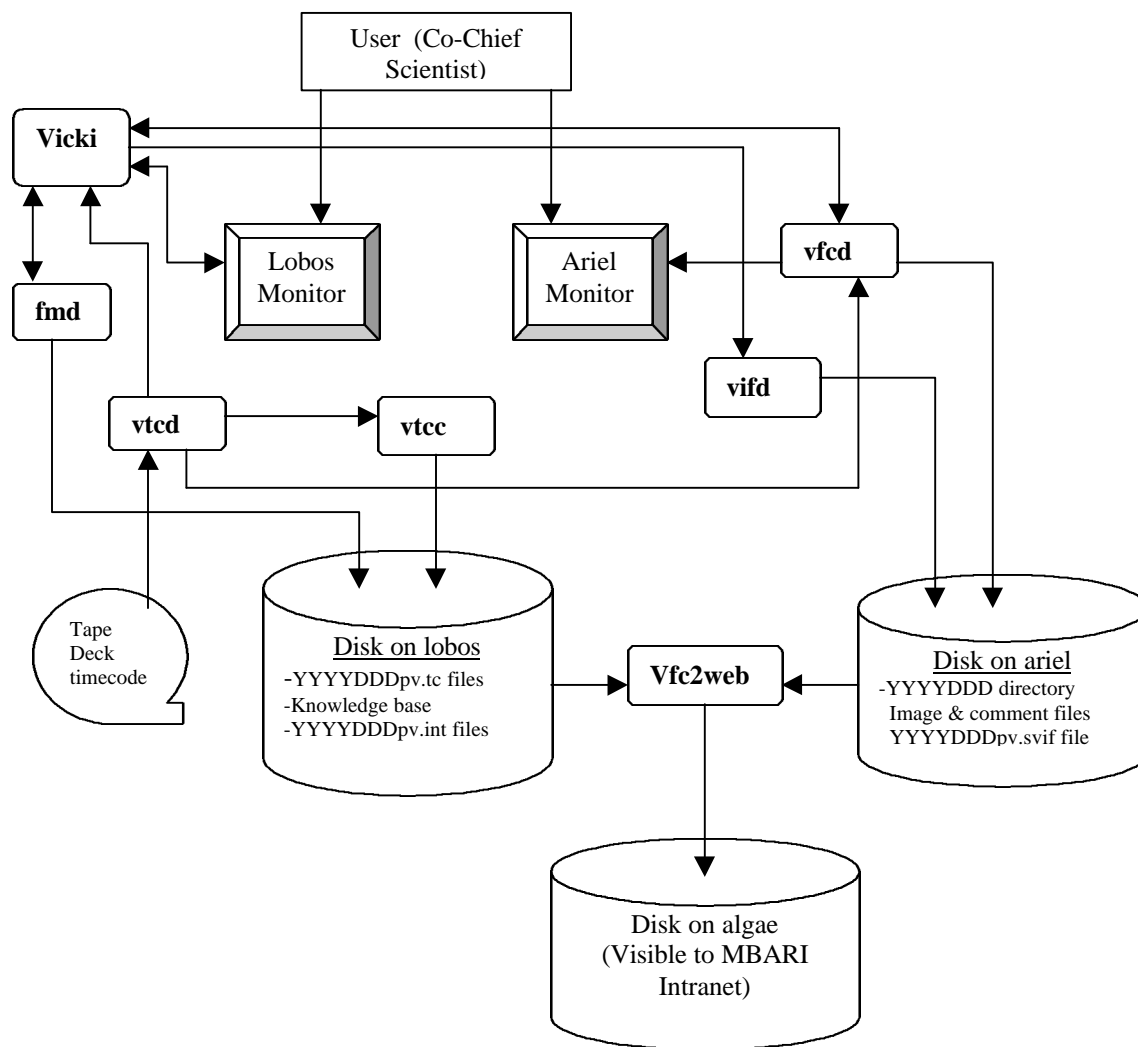 User (Co-Chief
Scientist)
Vicki
Lobos
Monitor
Ariel
Monitor
vfcd
fmd
vifd
vtcd
vtcc
Tape
Deck
timecode
Disk on lobos
-YYYYDDDpv.tc files
-Knowledge base
-YYYYDDDpv.int files
Vfc2web
Disk on ariel
-YYYYDDD directory
Image & comment files
YYYYDDDpv.svif file
Disk on algae
(Visible to MBARI
Intranet)